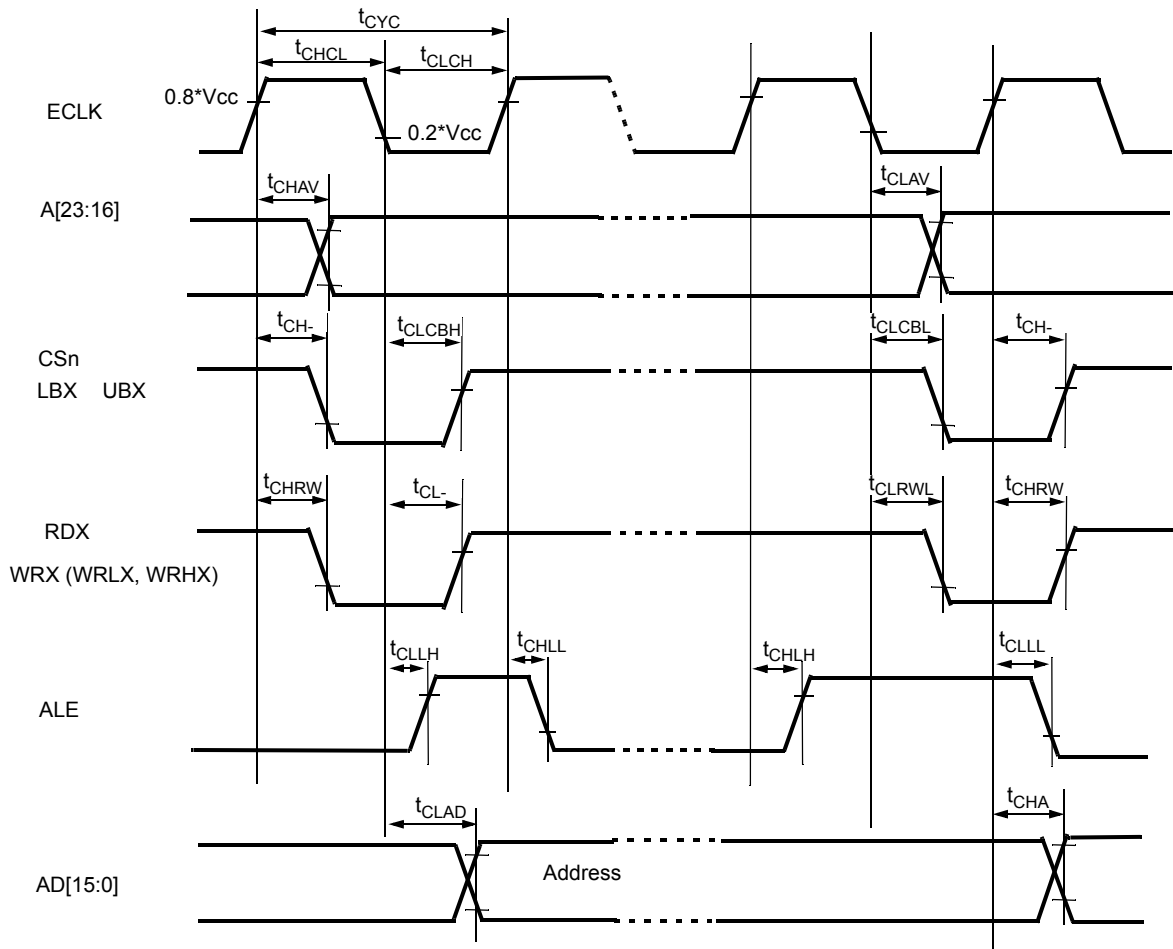 tCYC
tCHCL tCLCH
0.8*Vcc
ECLK
0.2*Vcc
tCHAV tCLAV
A[23:16]
tCH- tCLCBH tCLCBL tCH-
CSn
LBX UBX
tCHRW tCL- tCLRWL tCHRW
RDX
WRX (WRLX, WRHX)
tCLLH tCHLL tCHLH tCLLL
ALE
tCLAD tCHA
Address
AD[15:0]